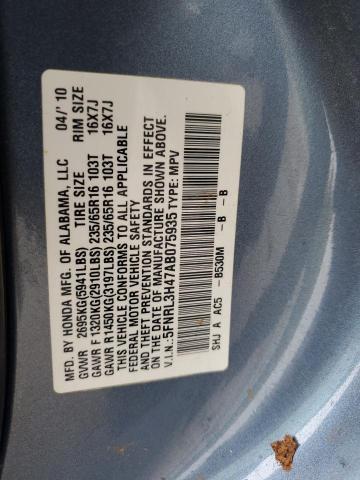 MFD. BY HONDA MFG. OF ALABAMA, LLC 04/'10
GVWR 2695KG(5941LBS) TIRE SIZE RIM SIZE
GAWR F 1320KG(2910LBS) 235/65R16 103T 16X7J
GAWR R 1450KG(3197LBS) 235/65R16 103T 16X7J
THIS VEHICLE CONFORMS TO ALL APPLICABLE
FEDERAL MOTOR VEHICLE SAFETY, BUMPER,
AND THEFT PREVENTION STANDARDS IN EFFECT
ON THE DATE OF MANUFACTURE SHOWN ABOVE.
V.I.N.:5FNRL3H47AB075935 TYPE: MPV
SHJ A AC5 - B530M - B - B